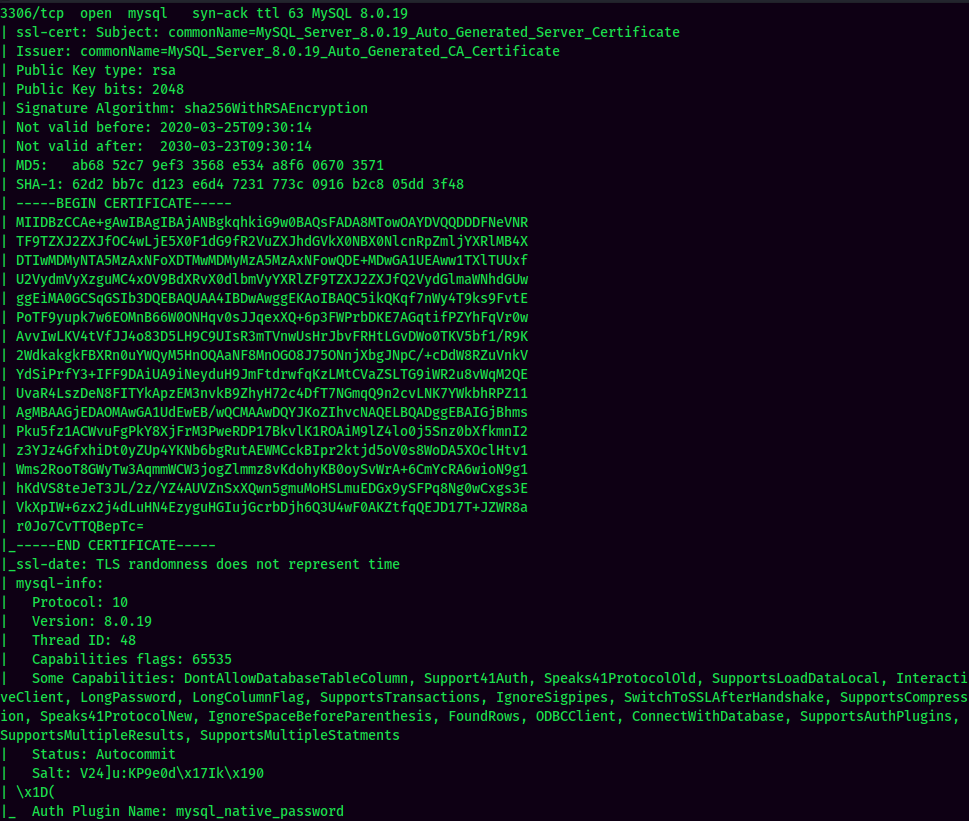 3306/tcp  open  mysql   syn-ack ttl 63 MySQL 8.0.19
| ssl-cert: Subject: commonName=MySQL_Server_8.0.19_Auto_Generated_Server_Certificate
| Issuer: commonName=MySQL_Server_8.0.19_Auto_Generated_CA_Certificate
| Public Key type: rsa
| Public Key bits: 2048
| Signature Algorithm: sha256WithRSAEncryption
| Not valid before: 2020-03-25T09:30:14
| Not valid after:  2030-03-23T09:30:14
| MD5:   ab68 52c7 9ef3 3568 e534 a8f6 0670 3571
| SHA-1: 62d2 bb7c d123 e6d4 7231 773c 0916 b2c8 05dd 3f48
| -----BEGIN CERTIFICATE-----
| MIIDBzCCAe+gAwIBAgIBAjANBgkqhkiG9w0BAQsFADA8MTowOAYDVQQDDDFNeVNR
| TF9TZXJ2ZXJfOC4wLjE5X0F1dG9fR2VuZXJhdGVkX0NBX0NlcnRpZmljYXRlMB4X
| DTIwMDMyNTA5MzAxNFoXDTMwMDMyMzA5MzAxNFowQDE+MDwGA1UEAww1TXlTUUxf
| U2VydmVyXzguMC4xOV9BdXRvX0dlbmVyYXRlZF9TZXJ2ZXJfQ2VydGlmaWNhdGUw
| ggEiMA0GCSqGSIb3DQEBAQUAA4IBDwAwggEKAoIBAQC5ikQKqf7nWy4T9ks9FvtE
| PoTF9yupk7w6EOMnB66W0ONHqv0sJJqexXQ+6p3FWPrbDKE7AGqtifPZYhFqVr0w
| AvvIwLKV4tVfJJ4o83D5LH9C9UIsR3mTVnwUsHrJbvFRHtLGvDWo0TKV5bf1/R9K
| 2WdkakgkFBXRn0uYWQyM5HnOQAaNF8MnOGO8J75ONnjXbgJNpC/+cDdW8RZuVnkV
| YdSiPrfY3+IFF9DAiUA9iNeyduH9JmFtdrwfqKzLMtCVaZSLTG9iWR2u8vWqM2QE
| UvaR4LszDeN8FITYkApzEM3nvkB9ZhyH72c4DfT7NGmqQ9n2cvLNK7YWkbhRPZ11
| AgMBAAGjEDAOMAwGA1UdEwEB/wQCMAAwDQYJKoZIhvcNAQELBQADggEBAIGjBhms
| Pku5fz1ACWvuFgPkY8XjFrM3PweRDP17BkvlK1ROAiM9lZ4lo0j5Snz0bXfkmnI2
| z3YJz4GfxhiDt0yZUp4YKNb6bgRutAEWMCckBIpr2ktjd5oV0s8WoDA5XOclHtv1
| Wms2RooT8GWyTw3AqmmWCW3jogZlmmz8vKdohyKB0oySvWrA+6CmYcRA6wioN9g1
| hKdVS8teJeT3JL/2z/YZ4AUVZnSxXQwn5gmuMoHSLmuEDGx9ySFPq8Ng0wCxgs3E
| VkXpIW+6zx2j4dLuHN4EzyguHGIujGcrbDjh6Q3U4wF0AKZtfqQEJD17T+JZWR8a
| r0Jo7CvTTQBepTc=
|_-----END CERTIFICATE-----
|_ssl-date: TLS randomness does not represent time
| mysql-info:
|   Protocol: 10
|   Version: 8.0.19
|   Thread ID: 48
|   Capabilities flags: 65535
|   Some Capabilities: DontAllowDatabaseTableColumn, Support41Auth, Speaks41ProtocolOld, SupportsLoadDataLocal, Interacti
veClient, LongPassword, LongColumnFlag, SupportsTransactions, IgnoreSigpipes, SwitchToSSLAfterHandshake, SupportsCompress
ion, Speaks41ProtocolNew, IgnoreSpaceBeforeParenthesis, FoundRows, ODBCClient, ConnectWithDatabase, SupportsAuthPlugins,
SupportsMultipleResults, SupportsMultipleStatments
|   Status: Autocommit
|   Salt: V24]u:KP9e0d\x17Ik\x190
| \x1D(
|_  Auth Plugin Name: mysql_native_password